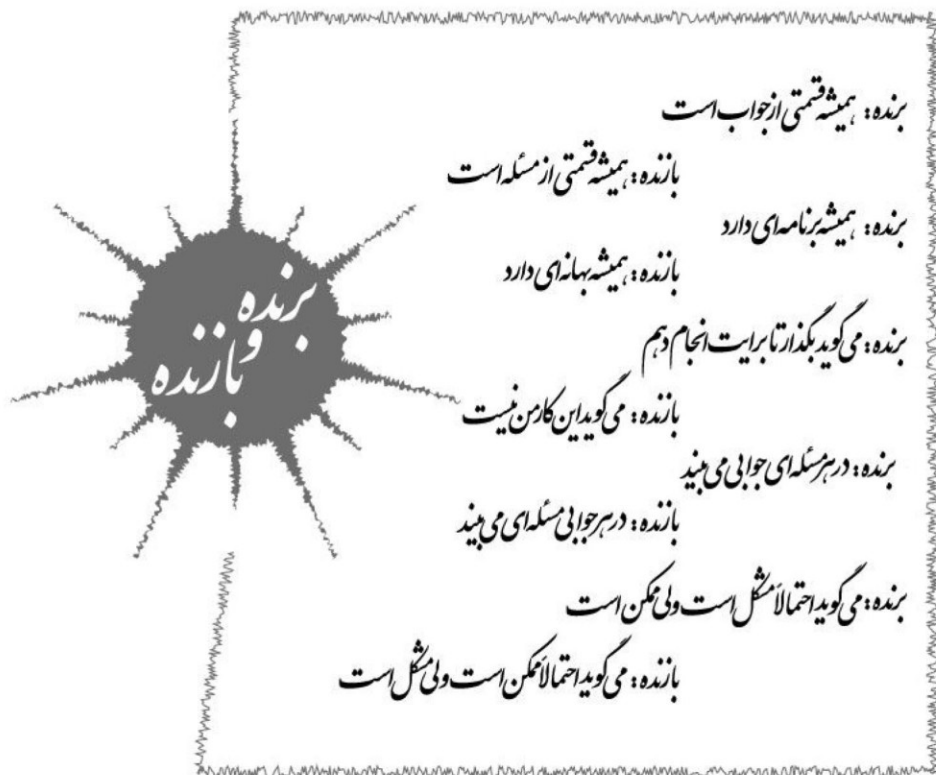 برنده: همیشه قسمتی از جواب است
بازنده: همیشه قسمتی از مسئله است
برنده: همیشه برنامه‌ای دارد
بازنده: همیشه بهانه‌ای دارد
برنده: می‌گوید بگذار تا برایت انجام دهم
بازنده: می‌گوید این کار من نیست
برنده: در هر مسئله‌ای جوابی می‌بیند
بازنده: در هر جوابی مسئله‌ای می‌بیند
برنده: می‌گوید احتمالاً مشکل است ولی ممکن است
بازنده: می‌گوید احتمالاً ممکن است ولی مشکل است
برنده
و
بازنده